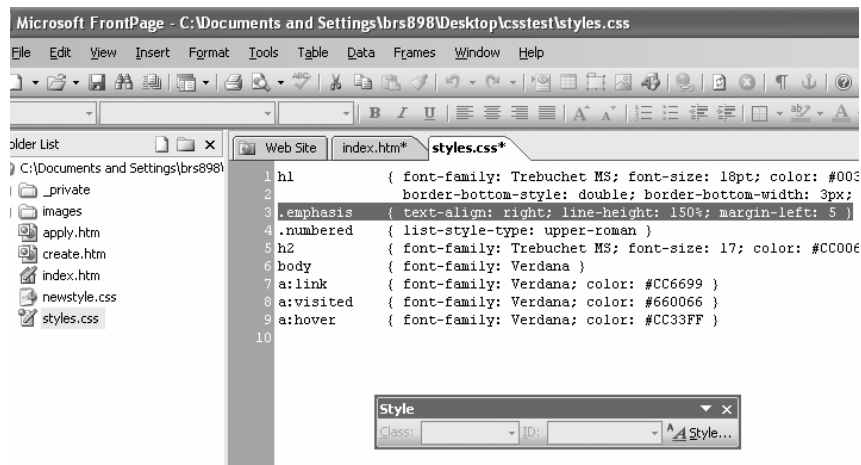 Microsoft FrontPage - C:\Documents and Settings\brs898\Desktop\csstest\styles.css
File Edit View Insert Format Tools Table Data Frames Window Help
ABC
B I U A A ab A
older List
Web Site index.htm* styles.css*
C:\Documents and Settings\brs898\
_private
images
apply.htm
create.htm
index.htm
newstyle.css
styles.css
1 h1 { font-family: Trebuchet MS; font-size: 18pt; color: #003
2 border-bottom-style: double; border-bottom-width: 3px;
3 .emphasis { text-align: right; line-height: 150%; margin-left: 5 }
4 .numbered { list-style-type: upper-roman }
5 h2 { font-family: Trebuchet MS; font-size: 17; color: #CC006
6 body { font-family: Verdana }
7 a:link { font-family: Verdana; color: #CC6699 }
8 a:visited { font-family: Verdana; color: #660066 }
9 a:hover { font-family: Verdana; color: #CC33FF }
10
Style
Class: ID: AA Style...